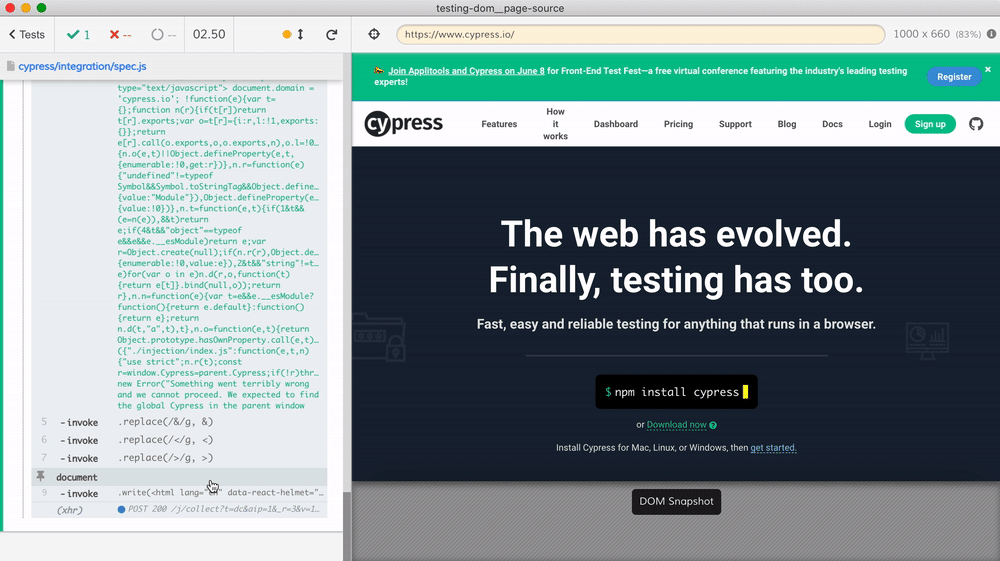 testing-dom__page-source
Tests
1
--
--
02.50
https://www.cypress.io/
1000 x 660 (83%)
cypress/integration/spec.js
type="text/javascript"> document.domain =
'cypress.io'; !function(e){var t=
{};function n(r){if(t[r])return
t[r].exports;var o=t[r]={i:r,l:!1,exports:
{}};return
e[r].call(o.exports,o,o.exports,n),o.l=!0…
{n.o(e,t)||Object.defineProperty(e,t,
{enumerable:!0,get:r})},n.r=function(e)
{"undefined"!=typeof
Symbol&&Symbol.toStringTag&&Object.define…
{value:"Module"}),Object.defineProperty(e…
{value:!0})},n.t=function(e,t){if(1&t&&
(e=n(e)),8&t)return
e;if(4&t&&"object"==typeof
e&&e&&e.__esModule)return e;var
r=Object.create(null);if(n.r(r),Object.de…
{enumerable:!0,value:e}),2&t&&"string"!=t…
e)for(var o in e)n.d(r,o,function(t)
{return e[t]}.bind(null,o));return
r},n.n=function(e){var t=e&&e.__esModule?
function(){return e.default}:function()
{return e};return
n.d(t,"a",t),t},n.o=function(e,t){return
Object.prototype.hasOwnProperty.call(e,t)…
({"./injection/index.js":function(e,t,n)
{"use strict";n.r(t);const
r=window.Cypress=parent.Cypress;if(!r)thr…
new Error("Something went terribly wrong
and we cannot proceed. We expected to find
the global Cypress in the parent window
5 -invoke .replace(/&/g, &)
6 -invoke .replace(/</g, <)
7 -invoke .replace(/>/g, >)
document
9 -invoke .write(<html lang=" " data-react-helmet="…
(xhr) POST 200 /j/collect?t=dc&aip=1&_r=3&v=1…
Join Applitools and Cypress on June 8 for Front-End Test Fest—a free virtual conference featuring the industry's leading testing
experts!
Register
×
cypress
Features
How
it
works
Dashboard
Pricing
Support
Blog
Docs
Login
Sign up
The web has evolved.
Finally, testing has too.
Fast, easy and reliable testing for anything that runs in a browser.
$ npm install cypress
or Download now
Install Cypress for Mac, Linux, or Windows, then get started.
DOM Snapshot